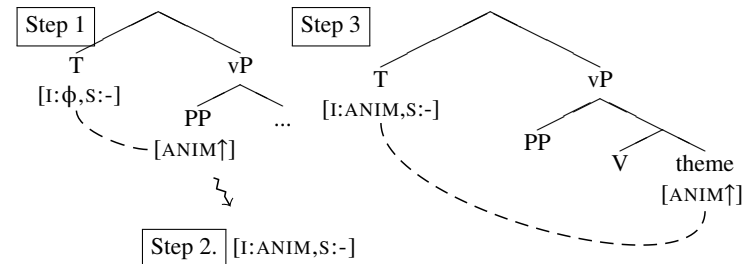 Step 1
T vP
[I:ϕ,S:-]
PP ...
[ANIM↑]
Step 2. [I:ANIM,S:-]
Step 3
T vP
[I:ANIM,S:-]
PP
V theme
[ANIM↑]